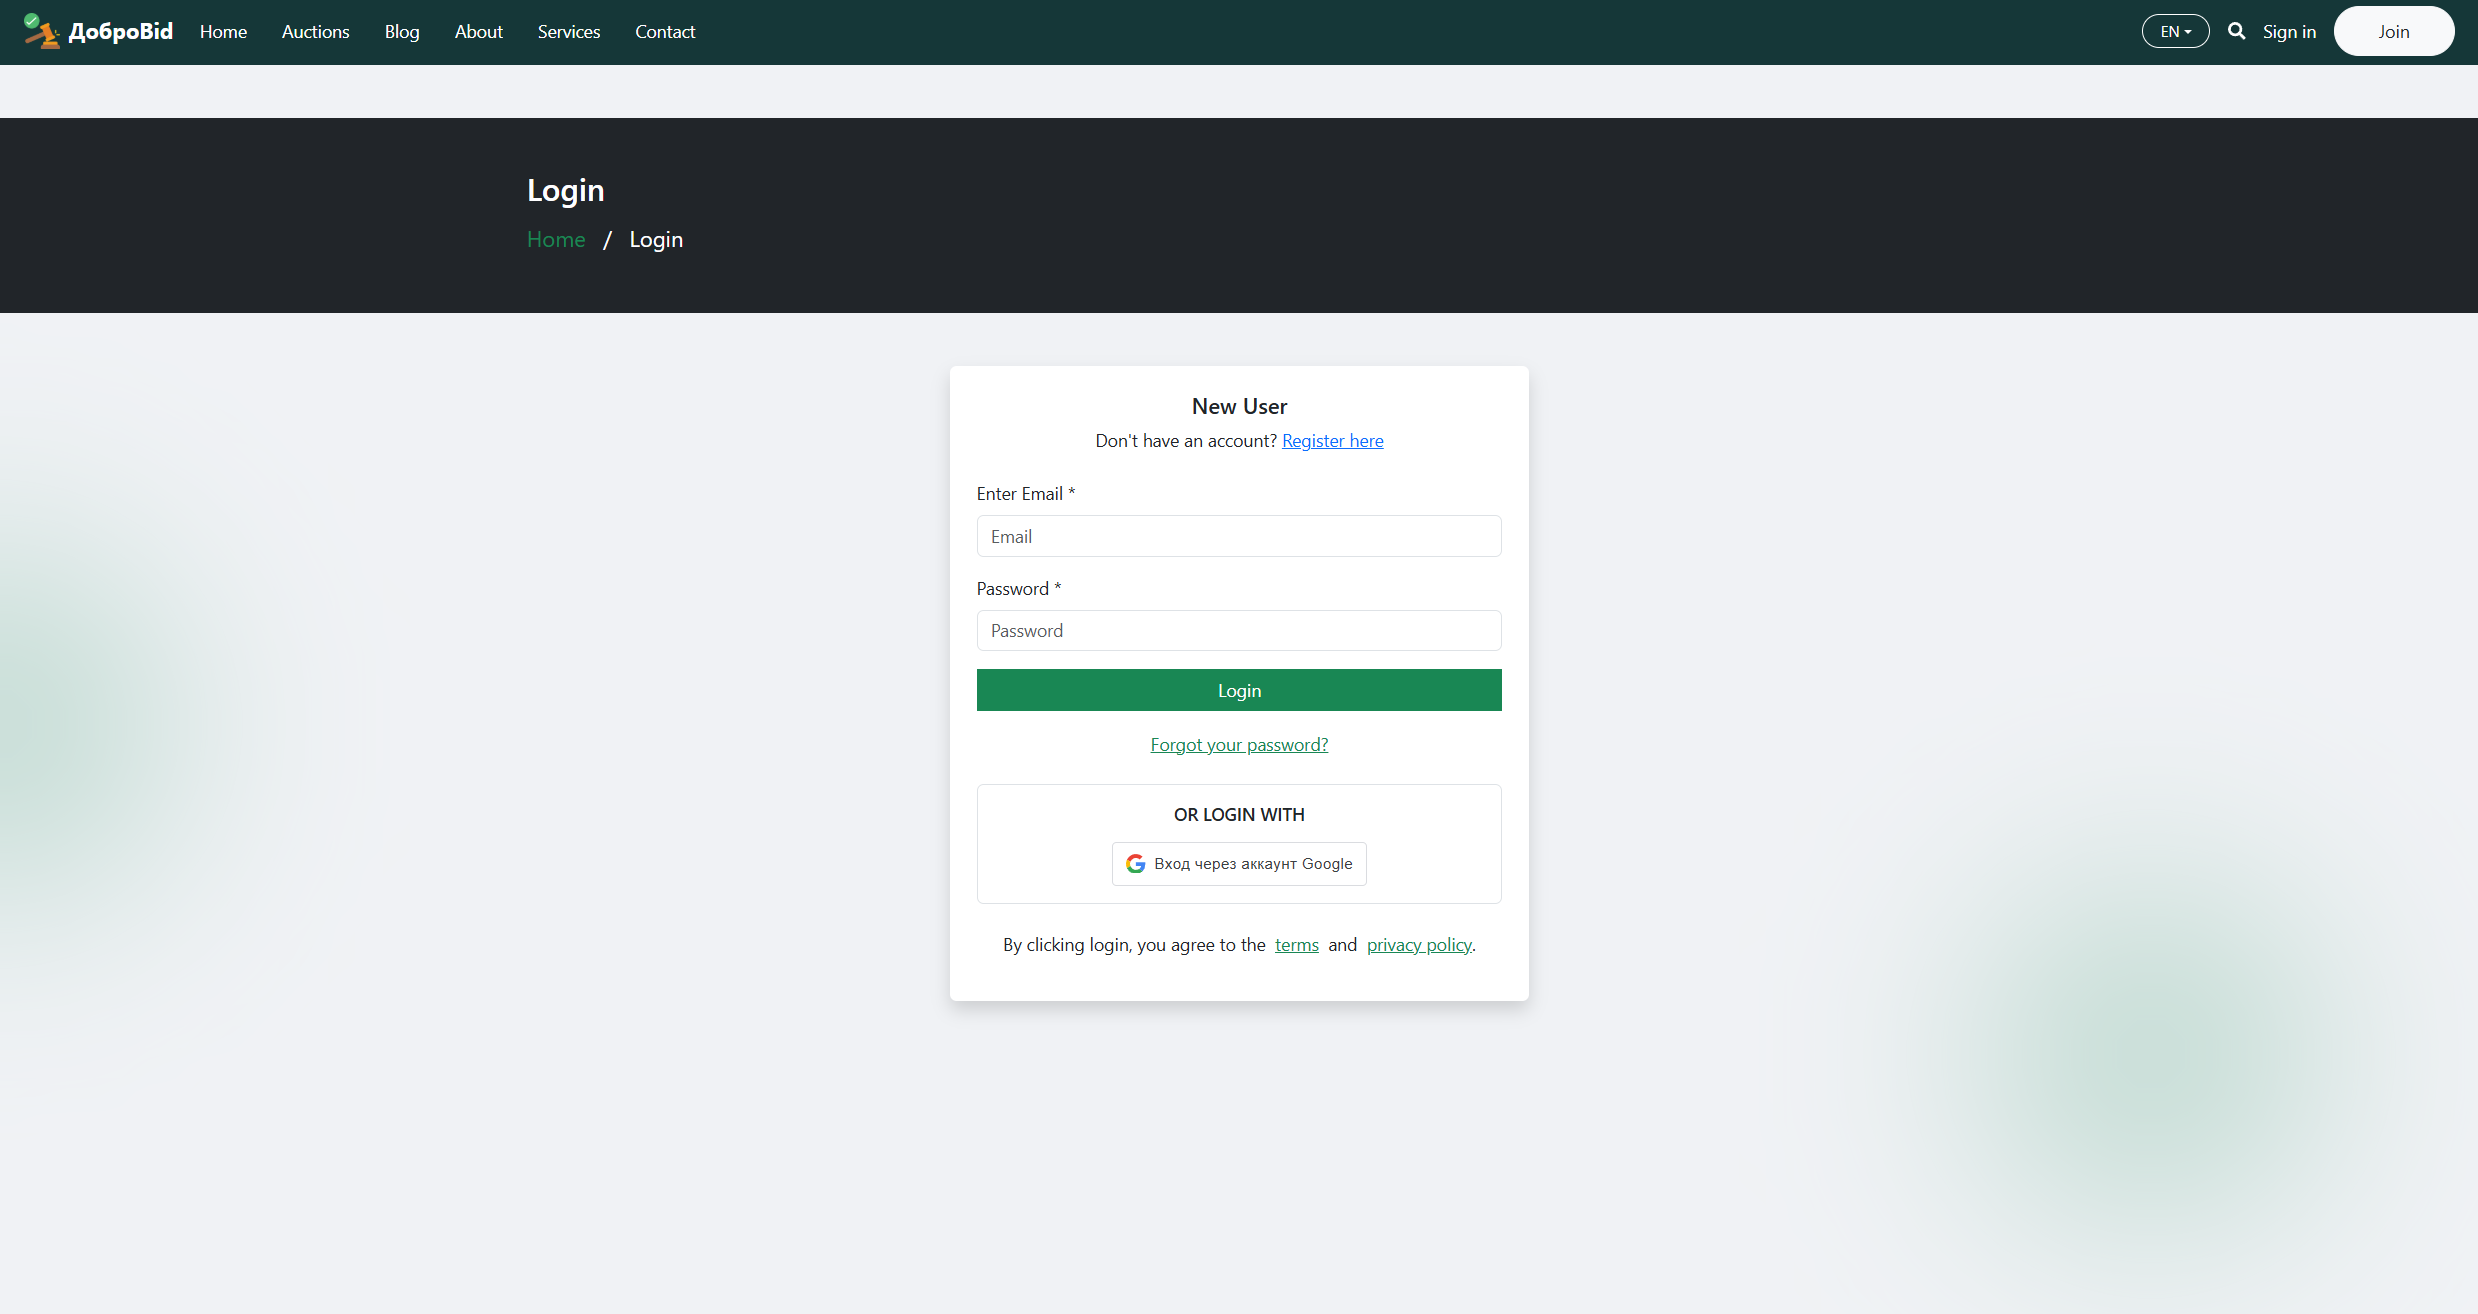 ДоброBid Home Auctions Blog About Services Contact EN Sign in Join
Login
Home / Login
New User
Don't have an account? Register here
Enter Email *
Email
Password *
Password
Login
Forgot your password?
OR LOGIN WITH
Вход через аккаунт Google
By clicking login, you agree to the terms and privacy policy.